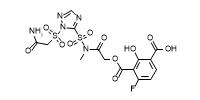 N
NH₂
N N
O
O O OH
S S O OH
O O
O N O
O O
F